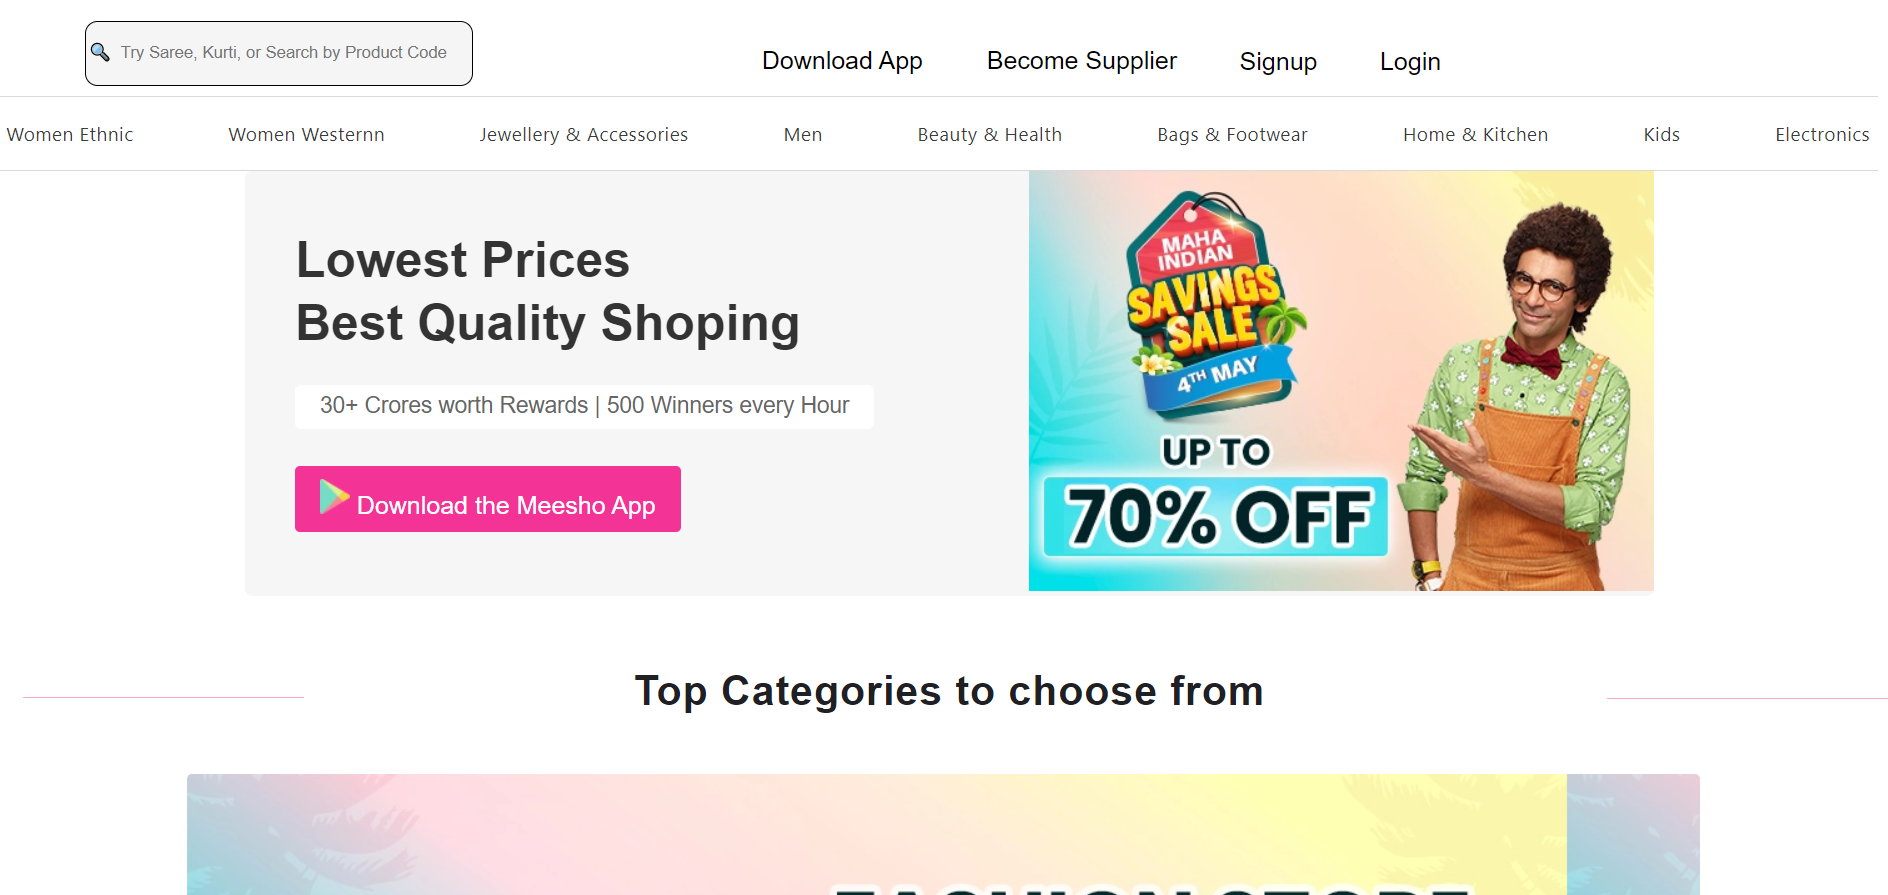 Try Saree, Kurti, or Search by Product Code
Download App
Become Supplier
Signup
Login
Women Ethnic
Women Westernn
Jewellery & Accessories
Men
Beauty & Health
Bags & Footwear
Home & Kitchen
Kids
Electronics
Lowest Prices
Best Quality Shoping
30+ Crores worth Rewards | 500 Winners every Hour
Download the Meesho App
MAHA
INDIAN
SAVINGS
SALE
4TH MAY
UP TO
70% OFF
Top Categories to choose from
FASHION STORE